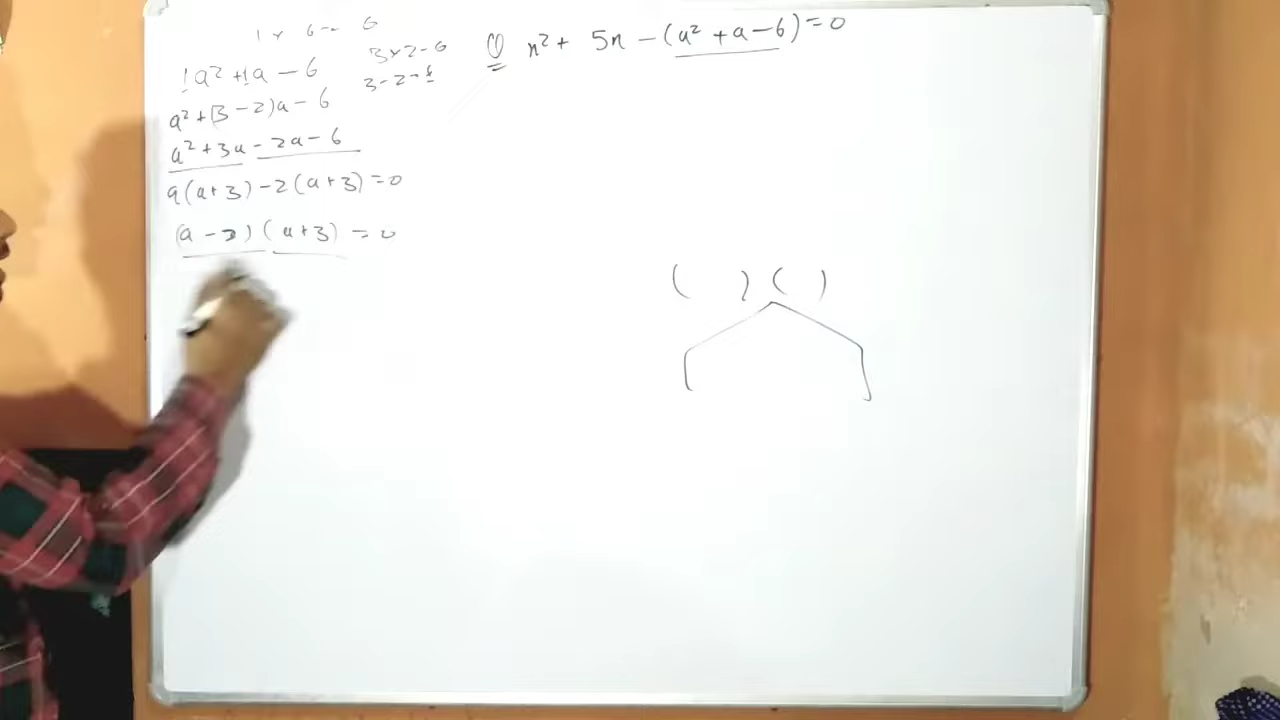 1 × 6 = 6
1a² + 1a − 6
3×2=6
3-2=1
a² + (3 − 2)a − 6
a² + 3a − 2a − 6
a(a+3) − 2(a+3) = 0
(a − 2) (a+3) = 0
① x² + 5x − (a² + a − 6) = 0
( ) ( )